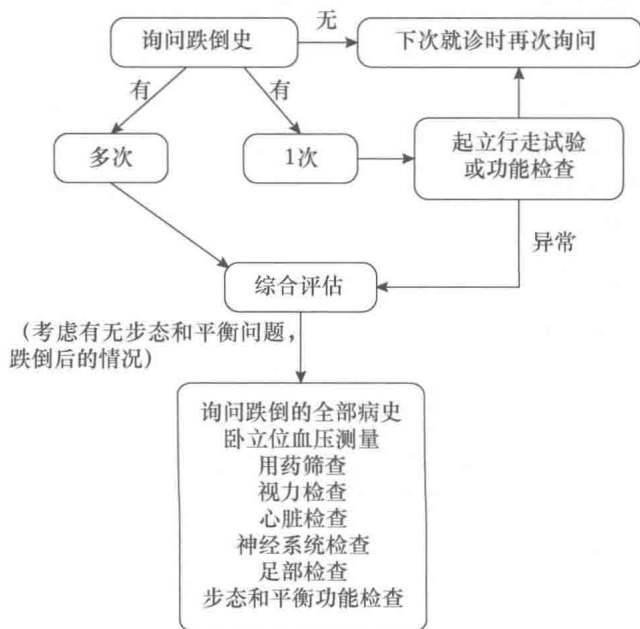 询问跌倒史
无
下次就诊时再次询问
有
有
多次
1次
起立行走试验
或功能检查
异常
综合评估
（考虑有无步态和平衡问题，
跌倒后的情况）
询问跌倒的全部病史
卧立位血压测量
用药筛查
视力检查
心脏检查
神经系统检查
足部检查
步态和平衡功能检查